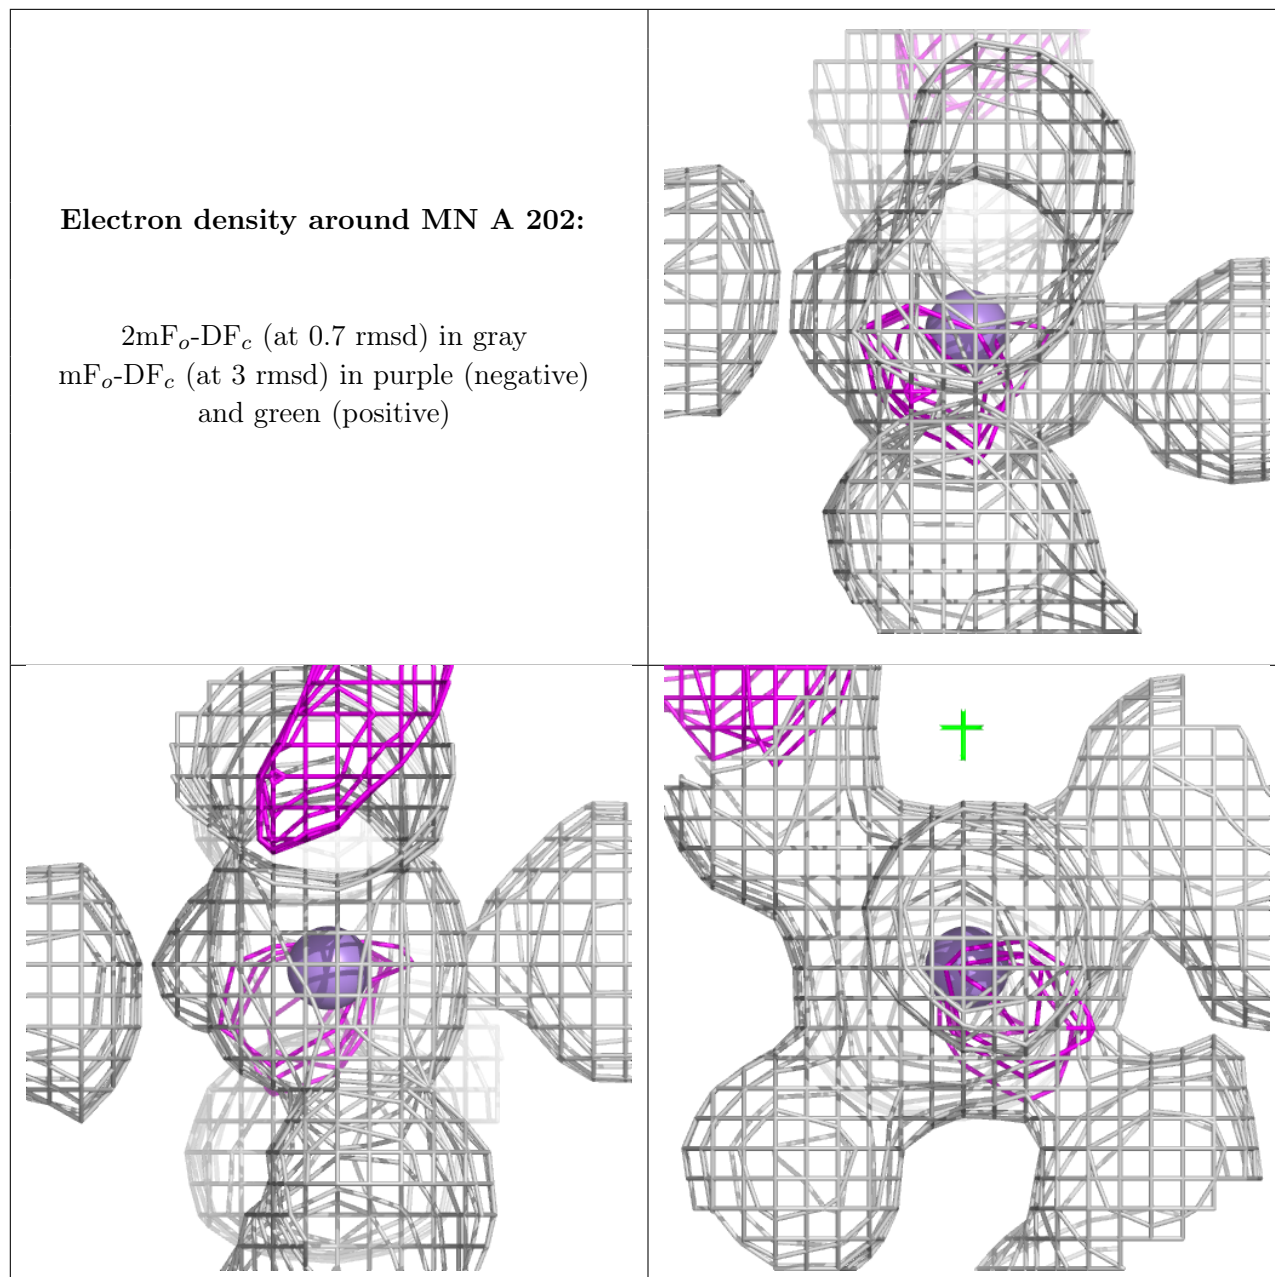 Electron density around MN A 202:
2mFo-DFc (at 0.7 rmsd) in gray
mFo-DFc (at 3 rmsd) in purple (negative)
and green (positive)